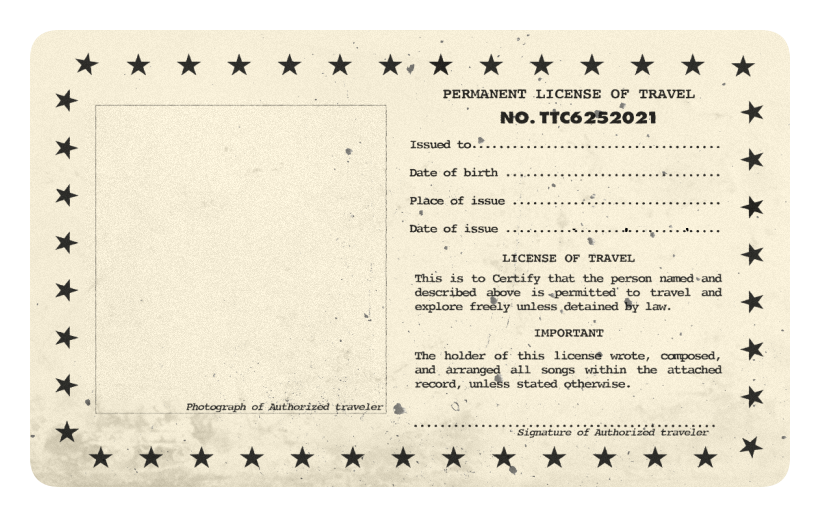 PERMANENT LICENSE OF TRAVEL
NO. TTC6252021
Issued to................................
Date of birth ...........................
Place of issue ..........................
Date of issue ...........................
LICENSE OF TRAVEL
This is to Certify that the person named and
described above is permitted to travel and
explore freely unless detained by law.
IMPORTANT
The holder of this license wrote, composed,
and arranged all songs within the attached
record, unless stated otherwise.
Photograph of Authorized traveler
..........................................
Signature of Authorized traveler